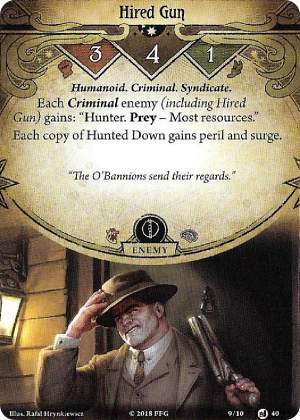 Hired Gun
3 4 1
Humanoid. Criminal. Syndicate.
Each Criminal enemy (including Hired
Gun) gains: “Hunter. Prey – Most resources.”
Each copy of Hunted Down gains peril and surge.
“The O’Bannions send their regards.”
ENEMY
Illus. Rafał Hrynkiewicz
© 2018 FFG
9/10
40